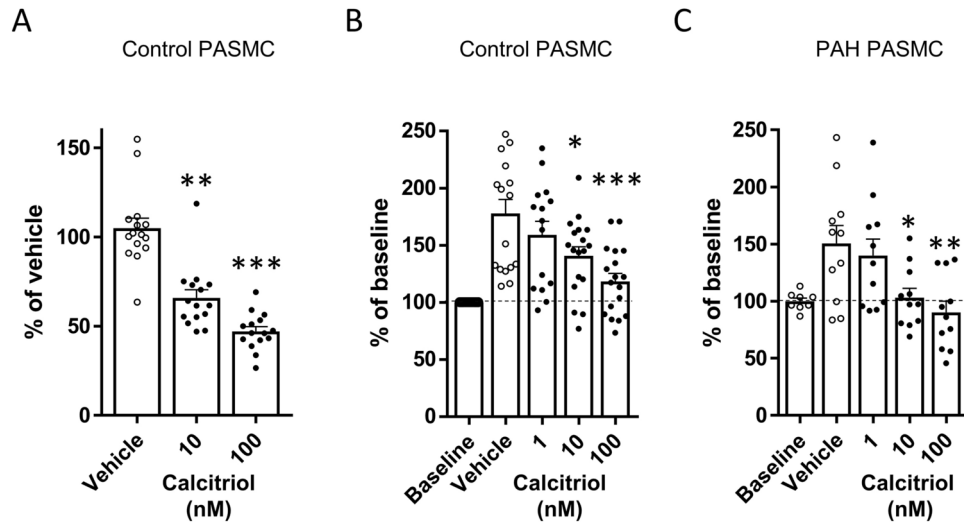 A
Control PASMC
% of vehicle
150
100
50
0
**
***
Vehicle
10
100
Calcitriol
(nM)
B
Control PASMC
% of baseline
250
200
150
100
50
0
*
***
Baseline
Vehicle
1
10
100
Calcitriol
(nM)
C
PAH PASMC
% of baseline
250
200
150
100
50
0
*
**
Baseline
Vehicle
1
10
100
Calcitriol
(nM)